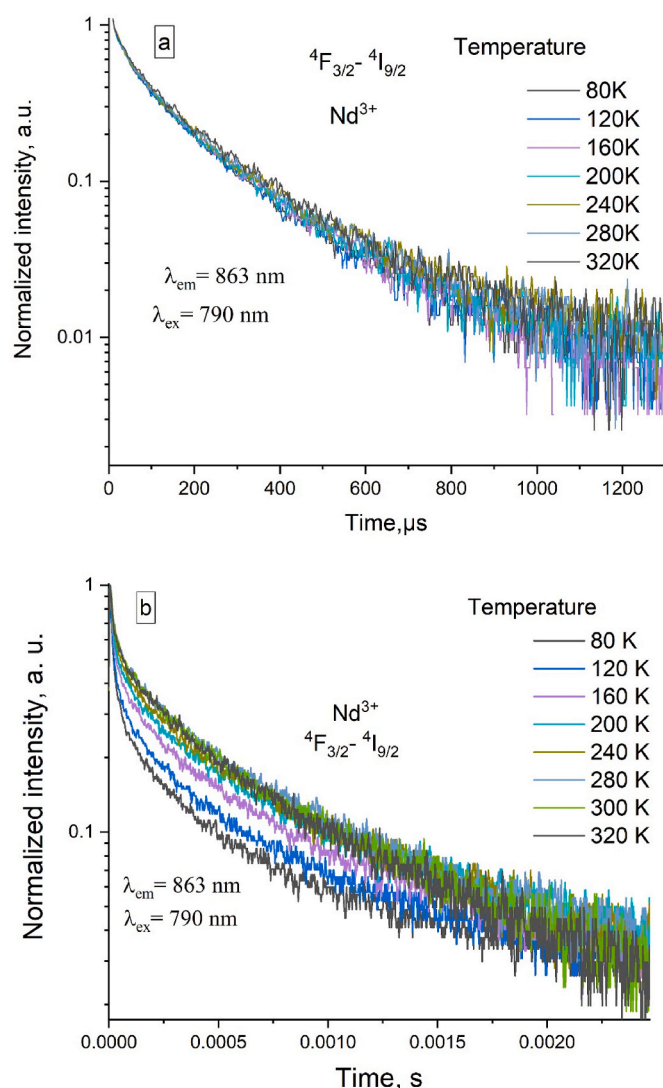 a
Temperature
⁴F₃/₂- ⁴I₉/₂
Nd³⁺
80K
120K
160K
200K
240K
280K
320K
λem= 863 nm
λex= 790 nm
Normalized intensity, a.u.
1
0.1
0.01
0 200 400 600 800 1000 1200
Time,µs
b
Temperature
80 K
120 K
160 K
200 K
240 K
280 K
300 K
320 K
Nd³⁺
⁴F₃/₂- ⁴I₉/₂
λem= 863 nm
λex= 790 nm
Normalized intensity, a. u.
1
0.1
0.0000 0.0005 0.0010 0.0015 0.0020
Time, s